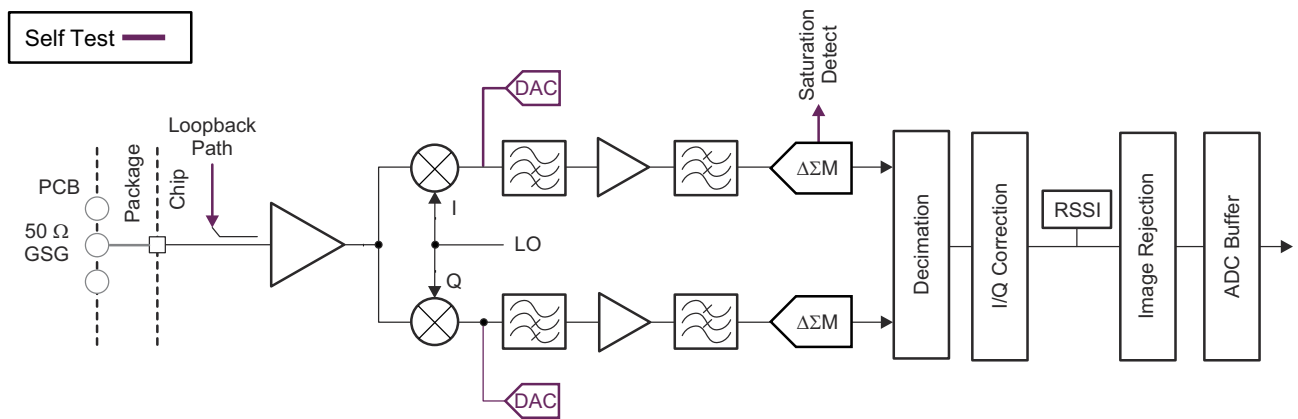 Self Test
DAC
Saturation
Detect
Loopback
Path
PCB
Package
Chip
50 Ω
GSG
I
LO
Q
ΔΣM
ΔΣM
DAC
Decimation
I/Q Correction
RSSI
Image Rejection
ADC Buffer